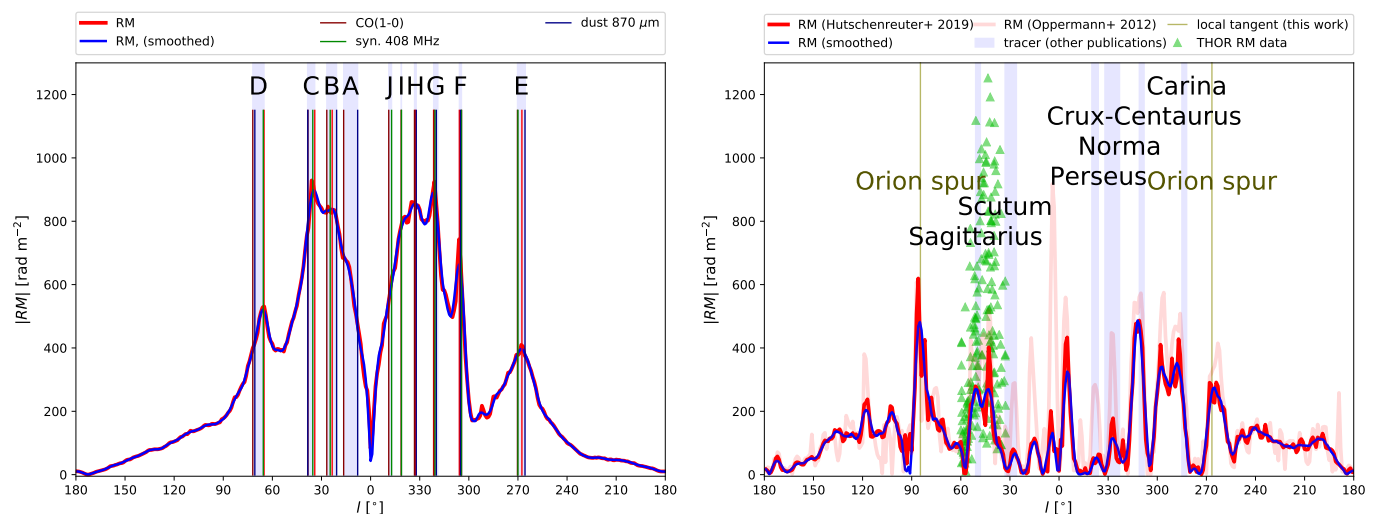 RM
RM, (smoothed)
CO(1-0)
syn. 408 MHz
dust 870 μm
D C B A J I H G F E
1200
1000
800
600
400
200
0
180 150 120 90 60 30 0 330 300 270 240 210 180
l [°]
|RM| [rad m⁻²]
RM (Hutschenreuter+ 2019)
RM (smoothed)
RM (Oppermann+ 2012)
tracer (other publications)
local tangent (this work)
THOR RM data
Carina
Crux-Centaurus
Norma
Perseus
Orion spur
Orion spur
Scutum
Sagittarius
1200
1000
800
600
400
200
0
180 150 120 90 60 30 0 330 300 270 240 210 180
l [°]
|RM| [rad m⁻²]